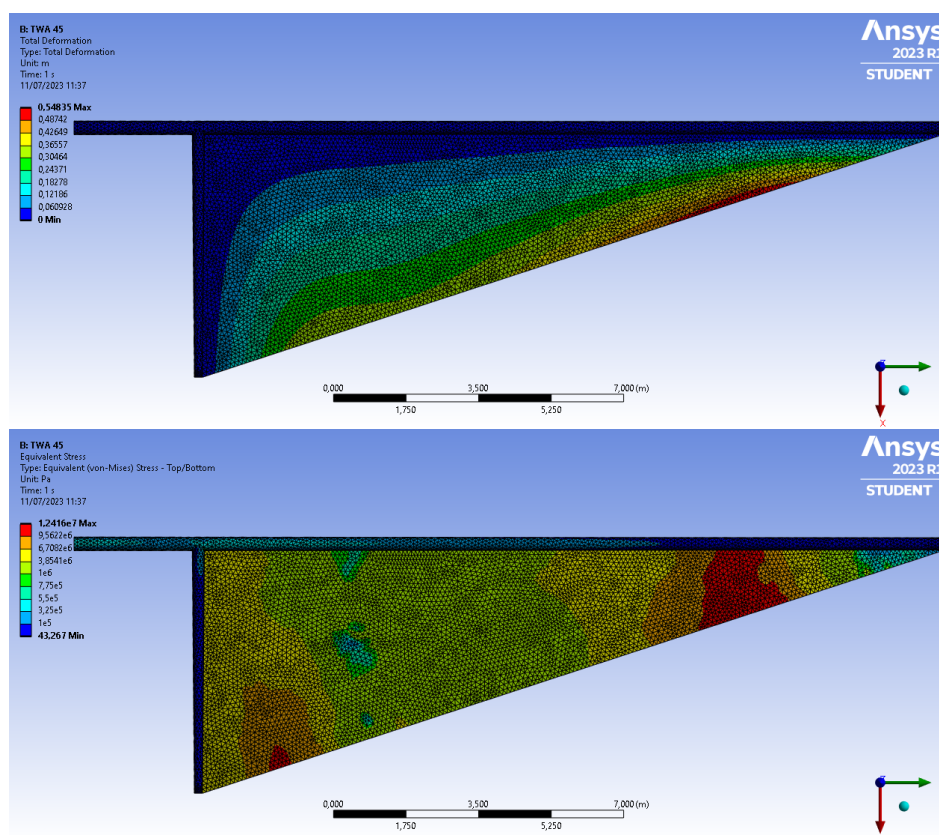 B: TWA 45
Total Deformation
Type: Total Deformation
Unit: m
Time: 1 s
11/07/2023 11:37
0,54835 Max
0,48742
0,42649
0,36557
0,30464
0,24371
0,18278
0,12186
0,060928
0 Min
Ansys
2023 R1
STUDENT
0,000
3,500
7,000 (m)
1,750
5,250
X
B: TWA 45
Equivalent Stress
Type: Equivalent (von-Mises) Stress - Top/Bottom
Unit: Pa
Time: 1 s
11/07/2023 11:37
1,2416e7 Max
9,5622e6
6,7082e6
3,8541e6
1e6
7,75e5
5,5e5
3,25e5
1e5
43,267 Min
Ansys
2023 R1
STUDENT
0,000
3,500
7,000 (m)
1,750
5,250